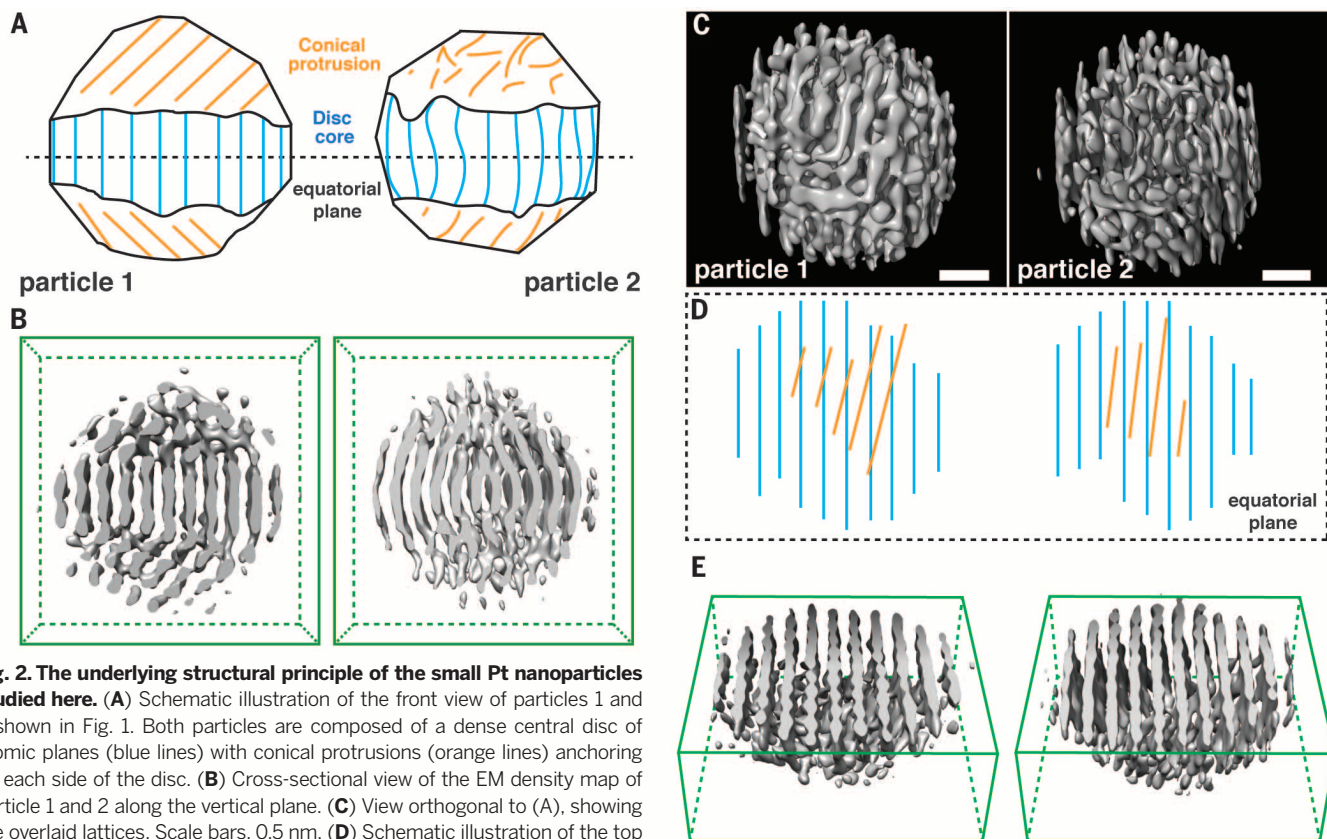 A
Conical
protrusion
Disc
core
equatorial
plane
particle 1
particle 2
B
C
particle 1
particle 2
D
equatorial
plane
E
g. 2. The underlying structural principle of the small Pt nanoparticles
udied here. (A) Schematic illustration of the front view of particles 1 and
shown in Fig. 1. Both particles are composed of a dense central disc of
omic planes (blue lines) with conical protrusions (orange lines) anchoring
each side of the disc. (B) Cross-sectional view of the EM density map of
rticle 1 and 2 along the vertical plane. (C) View orthogonal to (A), showing
e overlaid lattices. Scale bars, 0.5 nm. (D) Schematic illustration of the top